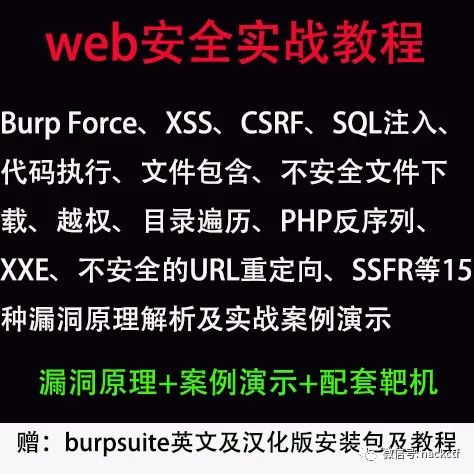 web安全实战教程
Burp Force、XSS、CSRF、SQL注入、
代码执行、文件包含、不安全文件下
载、越权、目录遍历、PHP反序列、
XXE、不安全的URL重定向、SSFR等15
种漏洞原理解析及实战案例演示
漏洞原理+案例演示+配套靶机
赠：burpsuite英文及汉化版安装包及教程
微信号: hackctf